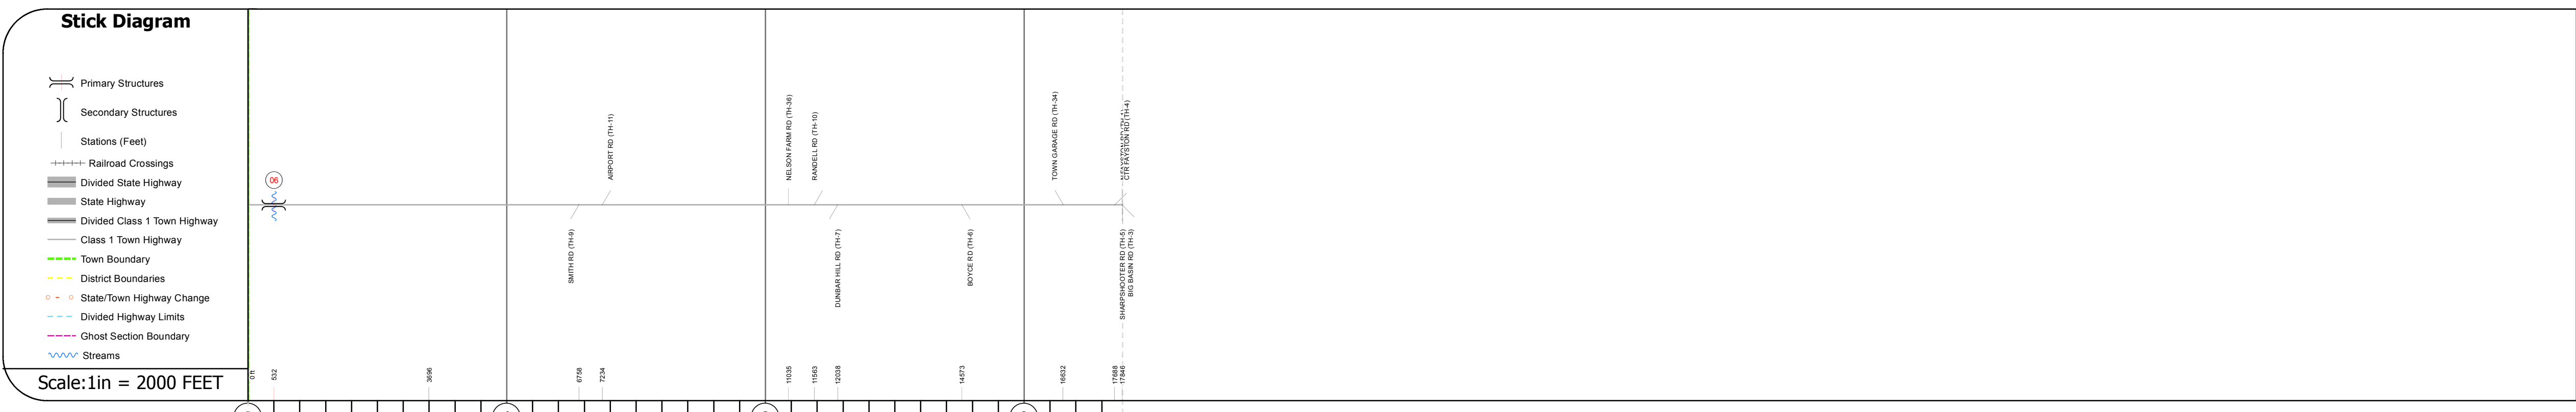 Stick Diagram
Primary Structures
Secondary Structures
Stations (Feet)
Railroad Crossings
Divided State Highway
State Highway
Divided Class 1 Town Highway
Class 1 Town Highway
Town Boundary
District Boundaries
State/Town Highway Change
Divided Highway Limits
Ghost Section Boundary
Streams
Scale:1in = 2000 FEET
06
AIRPORT RD (TH-11)
NELSON FARM RD (TH-36)
RANDELL RD (TH-10)
TOWN GARAGE RD (TH-34)
CTR FAYSTON RD (TH-4)
SMITH RD (TH-9)
DUNBAR HILL RD (TH-7)
BOYCE RD (TH-6)
SHARPSHOOTER RD (TH-5)
BIG BASIN RD (TH-3)
0 ft
532
3696
6758
7234
11035
11563
12038
14573
16632
17688
17846